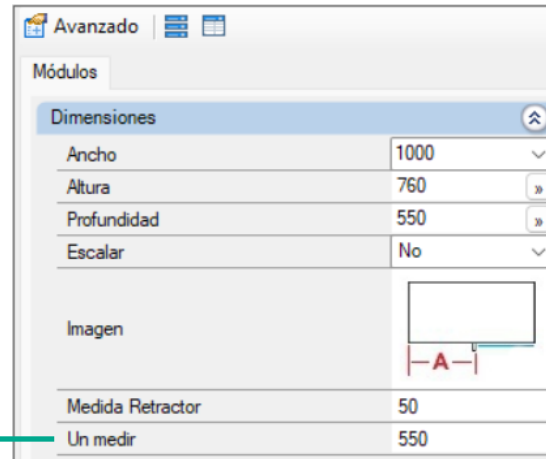 Avanzado
Módulos
Dimensiones
Ancho 1000
Altura 760 »
Profundidad 550 »
Escalar No
Imagen
A
Medida Retractor 50
Un medir 550